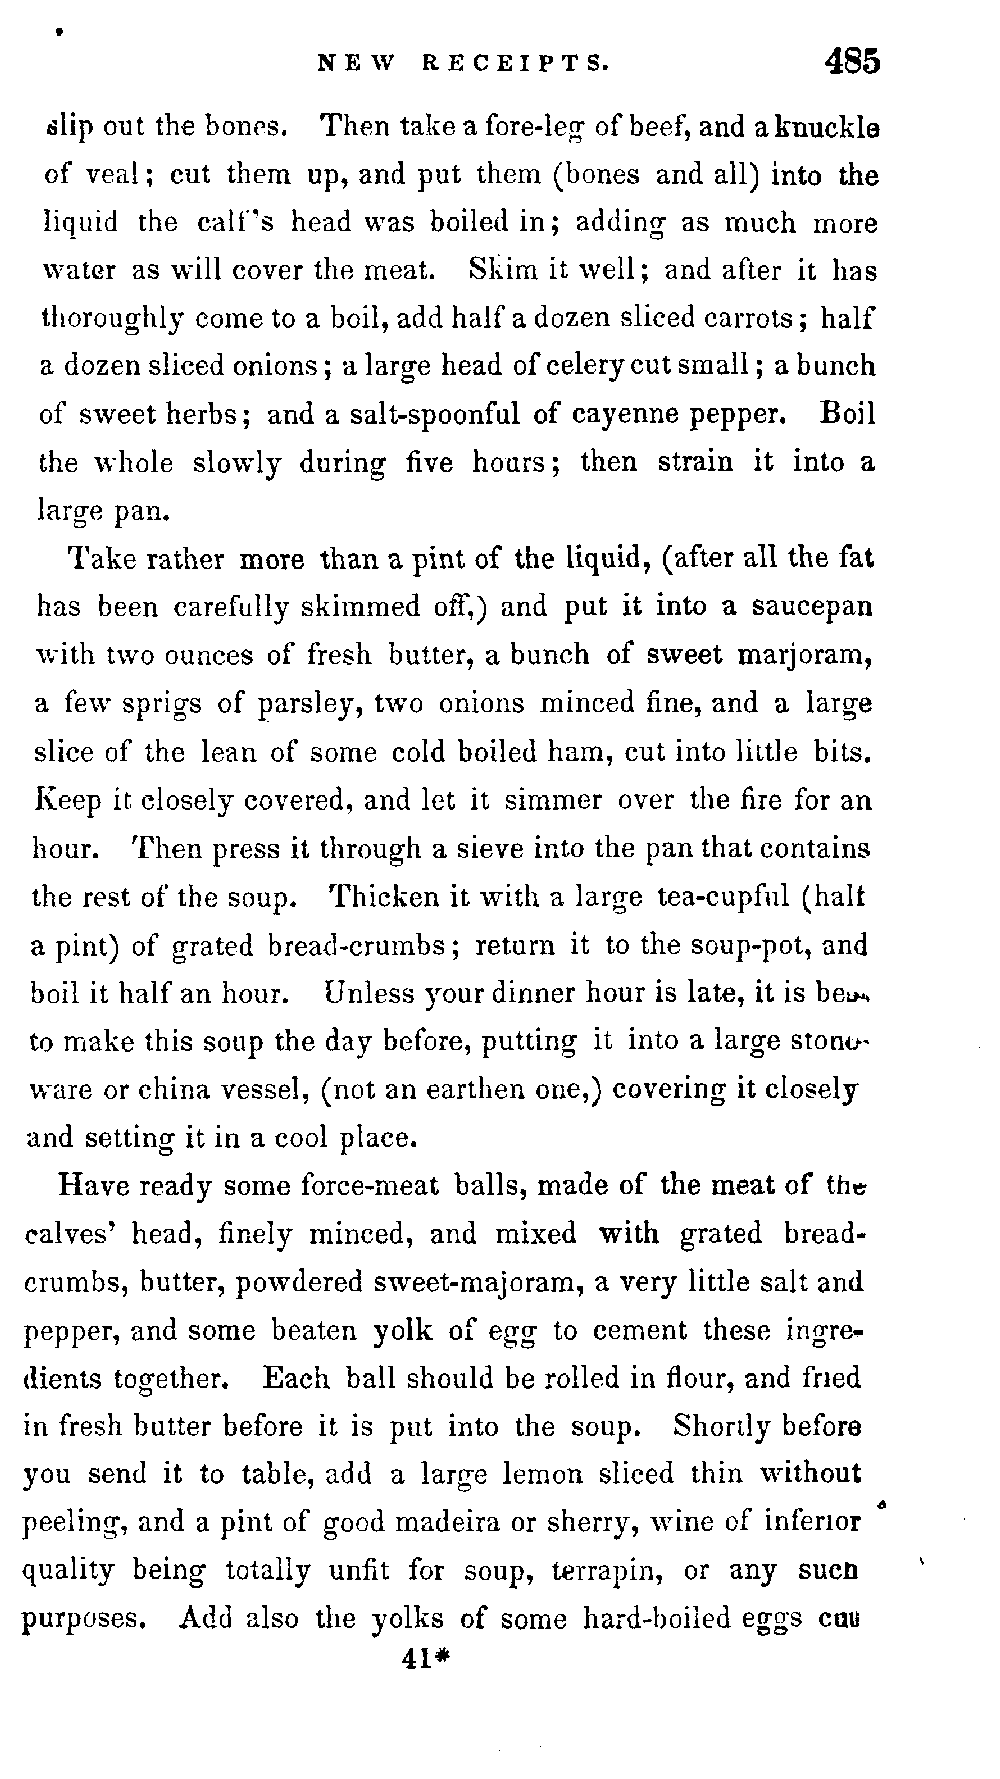 NEW RECEIPTS. 485
slip out the bones. Then take a fore-leg of beef, and a knuckle
of veal; cut them up, and put them (bones and all) into the
liquid the calf's head was boiled in; adding as much more
water as will cover the meat. Skim it well; and after it has
thoroughly come to a boil, add half a dozen sliced carrots; half
a dozen sliced onions; a large head of celery cut small; a bunch
of sweet herbs; and a salt-spoonful of cayenne pepper. Boil
the whole slowly during five hours; then strain it into a
large pan.
Take rather more than a pint of the liquid, (after all the fat
has been carefully skimmed off,) and put it into a saucepan
with two ounces of fresh butter, a bunch of sweet marjoram,
a few sprigs of parsley, two onions minced fine, and a large
slice of the lean of some cold boiled ham, cut into little bits.
Keep it closely covered, and let it simmer over the fire for an
hour. Then press it through a sieve into the pan that contains
the rest of the soup. Thicken it with a large tea-cupful (half
a pint) of grated bread-crumbs; return it to the soup-pot, and
boil it half an hour. Unless your dinner hour is late, it is best
to make this soup the day before, putting it into a large stone-
ware or china vessel, (not an earthen one,) covering it closely
and setting it in a cool place.
Have ready some force-meat balls, made of the meat of the
calves' head, finely minced, and mixed with grated bread-
crumbs, butter, powdered sweet-majoram, a very little salt and
pepper, and some beaten yolk of egg to cement these ingre-
dients together. Each ball should be rolled in flour, and fried
in fresh butter before it is put into the soup. Shortly before
you send it to table, add a large lemon sliced thin without
peeling, and a pint of good madeira or sherry, wine of inferior
quality being totally unfit for soup, terrapin, or any such
purposes. Add also the yolks of some hard-boiled eggs cut
41*